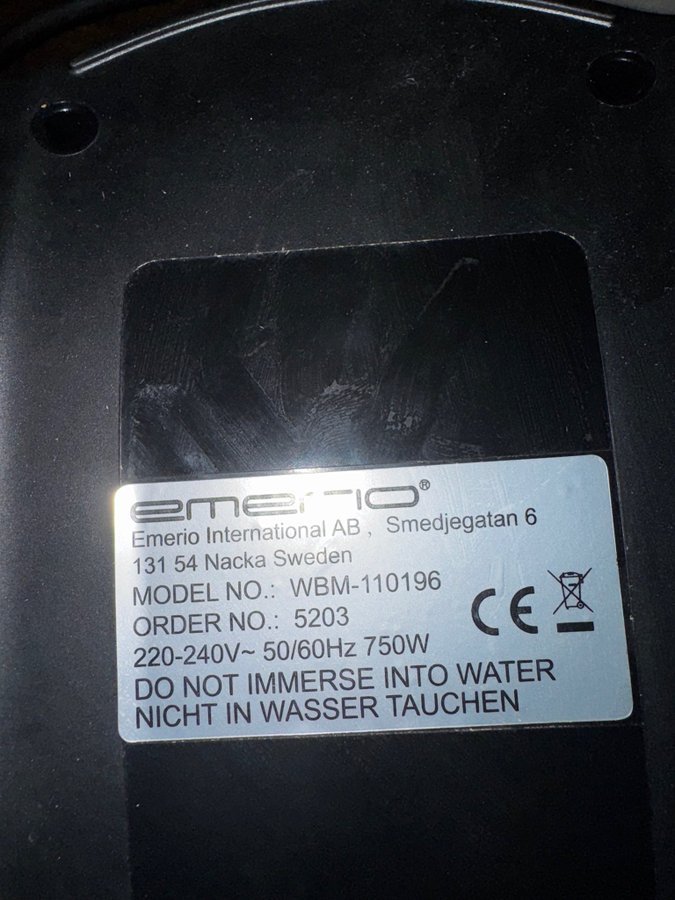 emerio®
Emerio International AB , Smedjegatan 6
131 54 Nacka Sweden
MODEL NO.: WBM-110196
ORDER NO.: 5203
220-240V~ 50/60Hz 750W
DO NOT IMMERSE INTO WATER
NICHT IN WASSER TAUCHEN
CE